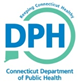 Keeping Connecticut Healthy
DPH
Connecticut Department
of Public Health